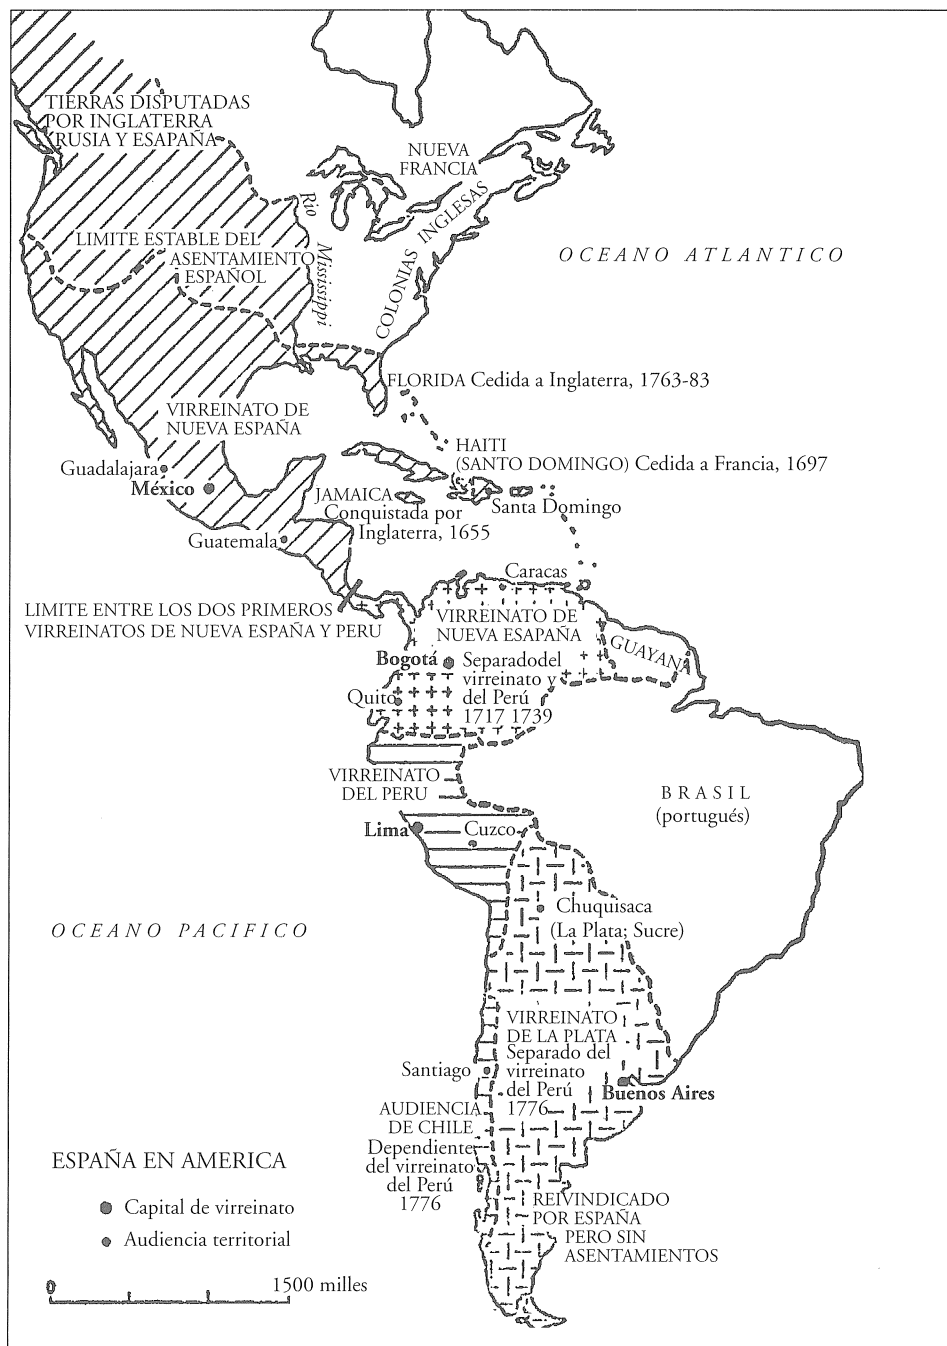 TIERRAS DISPUTADAS
POR INGLATERRA
RUSIA Y ESAPAÑA
NUEVA
FRANCIA
COLONIAS INGLESAS
Rio Mississippi
OCEANO ATLANTICO
LIMITE ESTABLE DEL
ASENTAMIENTO
ESPAÑOL
FLORIDA Cedida a Inglaterra, 1763-83
VIRREINATO DE
NUEVA ESPAÑA
HAITI
(SANTO DOMINGO) Cedida a Francia, 1697
Guadalajara
México
JAMAICA
Conquistada por
Inglaterra, 1655
Santa Domingo
Guatemala
Caracas
LIMITE ENTRE LOS DOS PRIMEROS
VIRREINATOS DE NUEVA ESPAÑA Y PERU
VIRREINATO DE
NUEVA ESAPAÑA
GUAYANA
Bogotá
Separadodel
virreinato y
del Perú
1717 1739
Quito
VIRREINATO
DEL PERU
BRASIL
(portugués)
Lima
Cuzco
OCEANO PACIFICO
Chuquisaca
(La Plata; Sucre)
VIRREINATO
DE LA PLATA
Separado del
virreinato
del Perú
1776
Santiago
Buenos Aires
AUDIENCIA
DE CHILE
Dependiente
del virreinato
del Perú
1776
REIVINDICADO
POR ESPAÑA
PERO SIN
ASENTAMIENTOS
ESPAÑA EN AMERICA
Capital de virreinato
Audiencia territorial
0 1500 milles